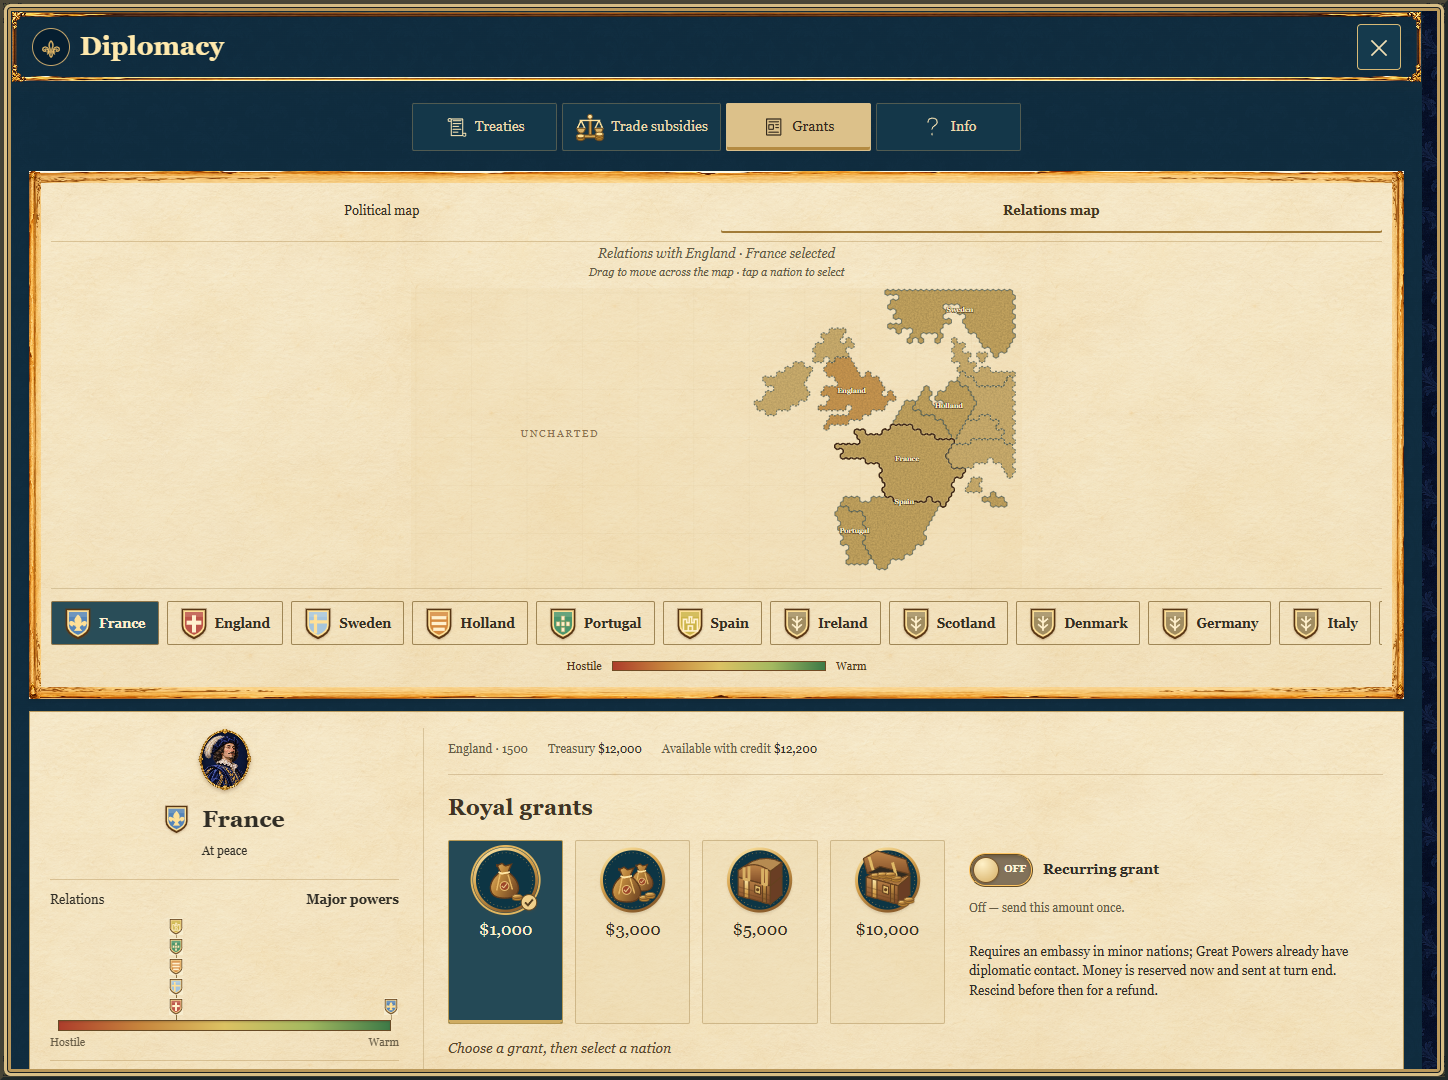 Diplomacy
Treaties
Trade subsidies
Grants
? Info
Political map
Relations map
Relations with England · France selected
Drag to move across the map · tap a nation to select
Sweden
England
Holland
UNCHARTED
France
Spain
Portugal
France
England
Sweden
Holland
Portugal
Spain
Ireland
Scotland
Denmark
Germany
Italy
Hostile
Warm
England · 1500 Treasury $12,000 Available with credit $12,200
France
At peace
Royal grants
$1,000
$3,000
$5,000
$10,000
OFF
Recurring grant
Off — send this amount once.
Requires an embassy in minor nations; Great Powers already have
diplomatic contact. Money is reserved now and sent at turn end.
Rescind before then for a refund.
Relations
Major powers
Hostile
Warm
Choose a grant, then select a nation